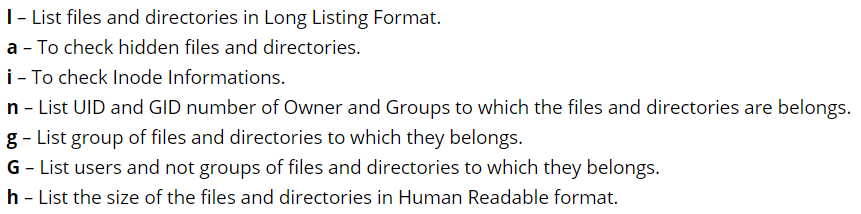 l – List files and directories in Long Listing Format.
a – To check hidden files and directories.
i – To check Inode Informations.
n – List UID and GID number of Owner and Groups to which the files and directories are belongs.
g – List group of files and directories to which they belongs.
G – List users and not groups of files and directories to which they belongs.
h – List the size of the files and directories in Human Readable format.